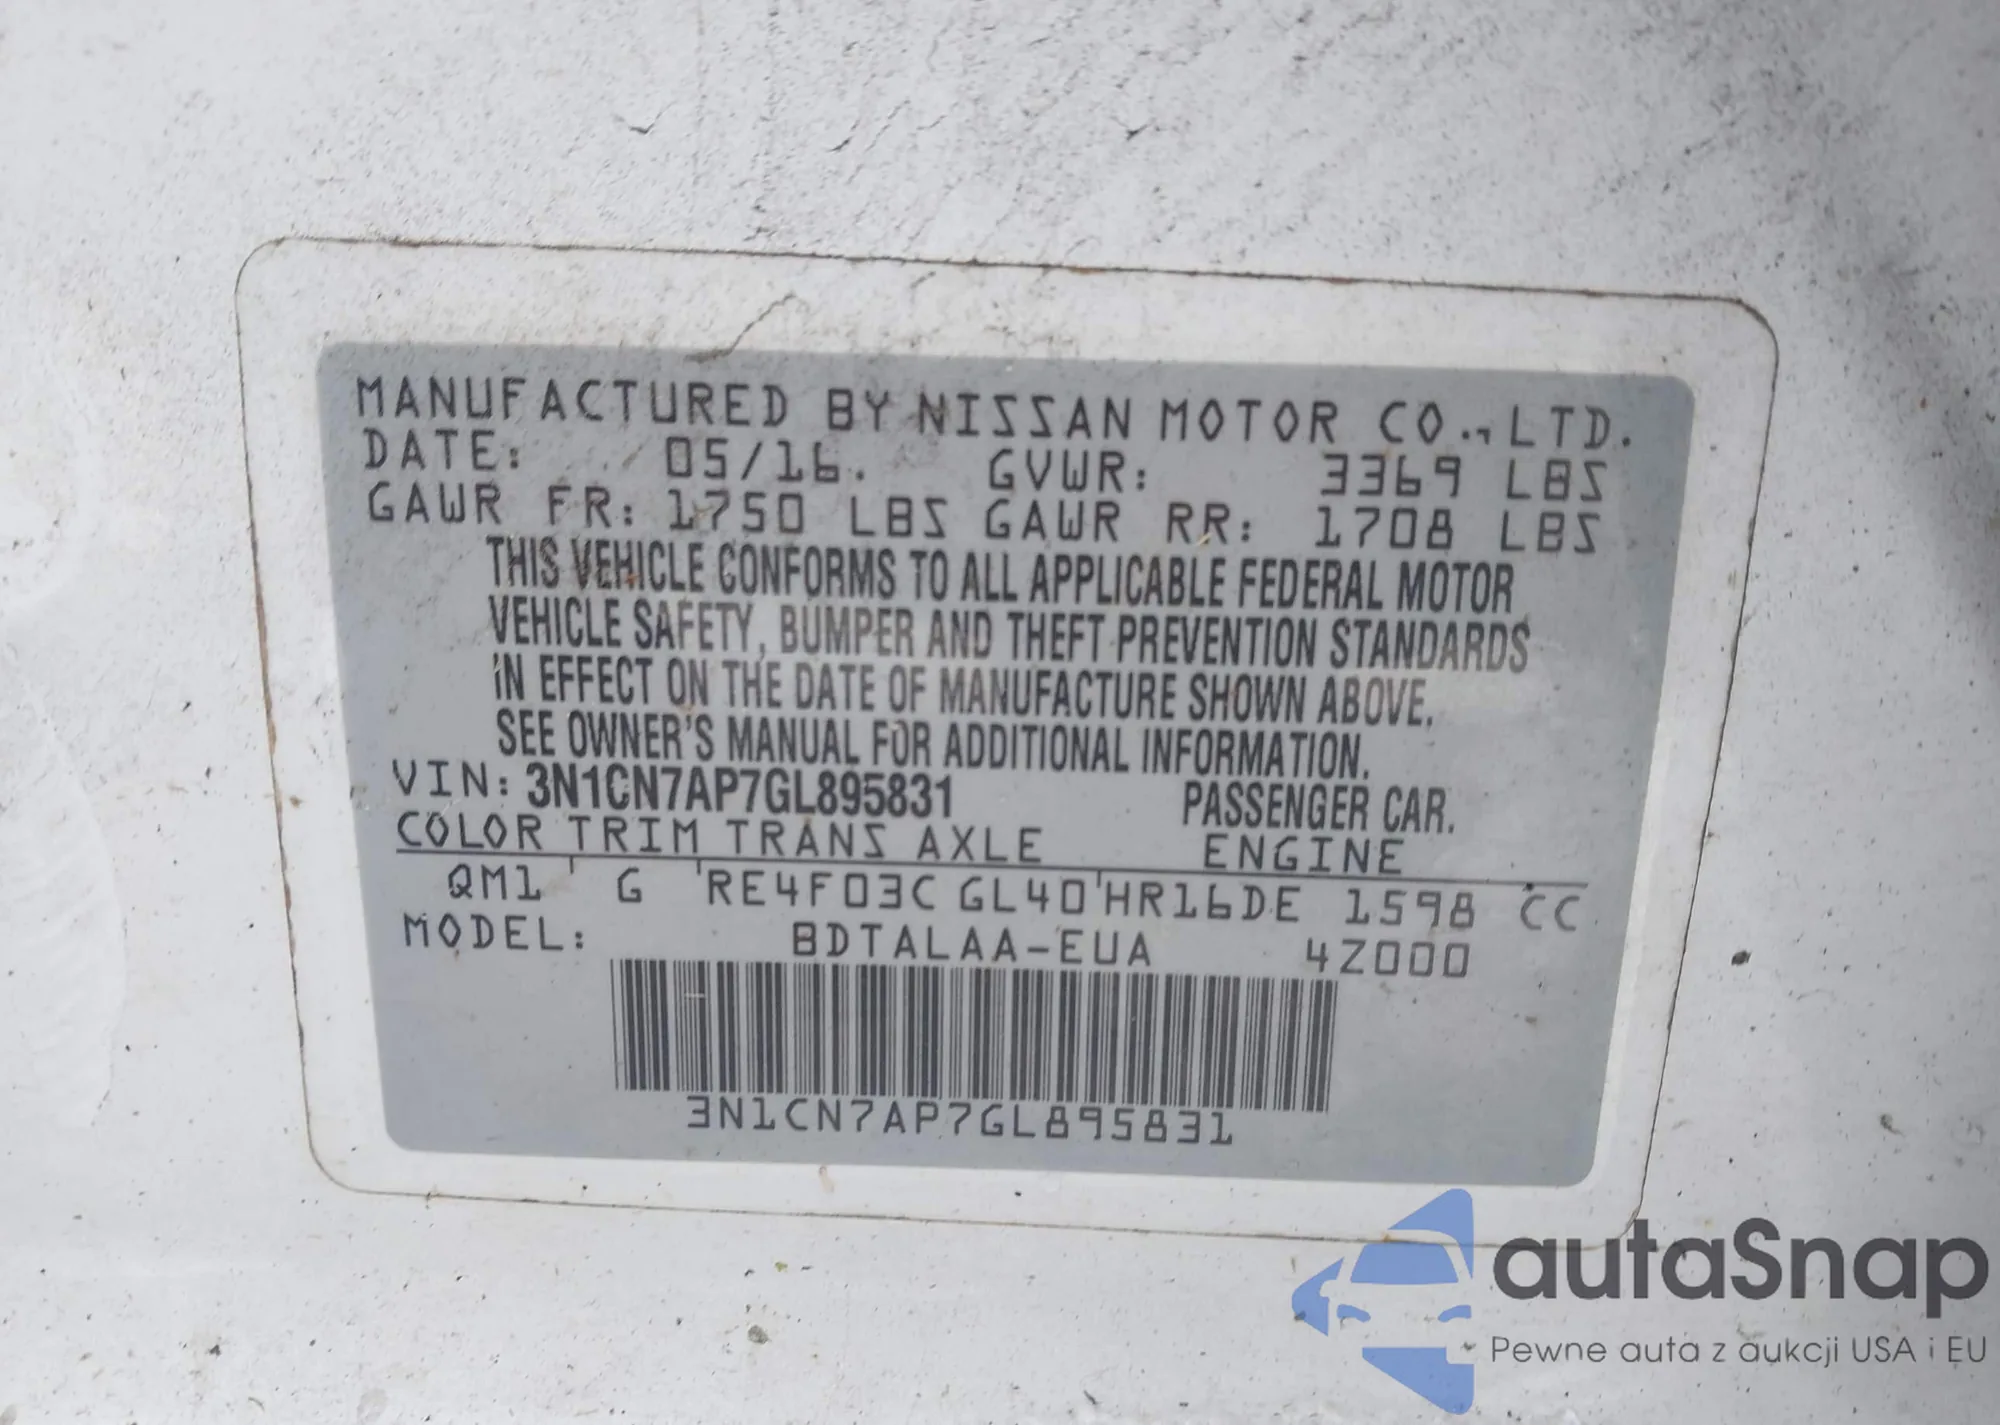 MANUFACTURED BY NISSAN MOTOR CO., LTD.
DATE: 05/16. GVWR: 3369 LBS
GAWR FR: 1750 LBS GAWR RR: 1708 LBS
THIS VEHICLE CONFORMS TO ALL APPLICABLE FEDERAL MOTOR
VEHICLE SAFETY, BUMPER AND THEFT PREVENTION STANDARDS
IN EFFECT ON THE DATE OF MANUFACTURE SHOWN ABOVE.
SEE OWNER'S MANUAL FOR ADDITIONAL INFORMATION.
VIN: 3N1CN7AP7GL895831 PASSENGER CAR.
COLOR TRIM TRANS AXLE ENGINE
QM1 G RE4F03C GL40 HR16DE 1598 CC
MODEL: BDTALAA-EUA 4Z000
3N1CN7AP7GL895831
autaSnap
Pewne auta z aukcji USA i EU